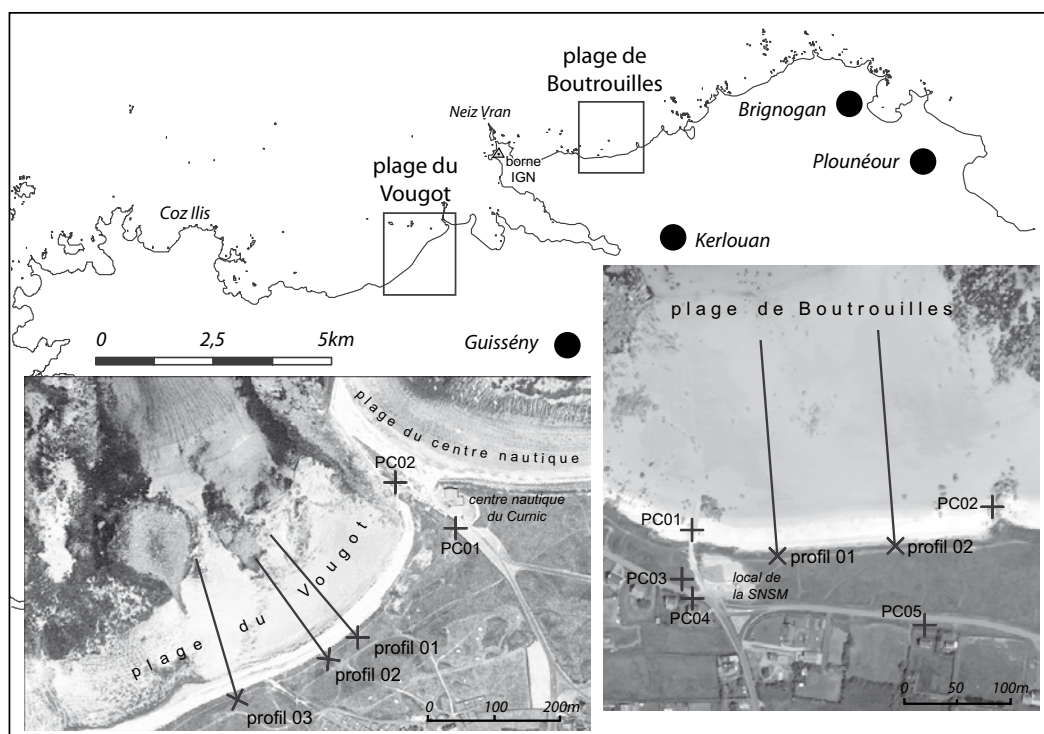 plage de
Boutrouilles
Neiz Vran
Brignogan
borne
IGN
plage du
Vougot
Plounéour
Coz Ilis
Kerlouan
0 2,5 5km
Guissény
plage du centre nautique
PC02
centre nautique
du Curnic
PC01
plage du Vougot
profil 01
profil 02
profil 03
0 100 200m
plage de Boutrouilles
PC01
PC02
profil 01
profil 02
PC03
local de
la SNSM
PC04
PC05
0 50 100m